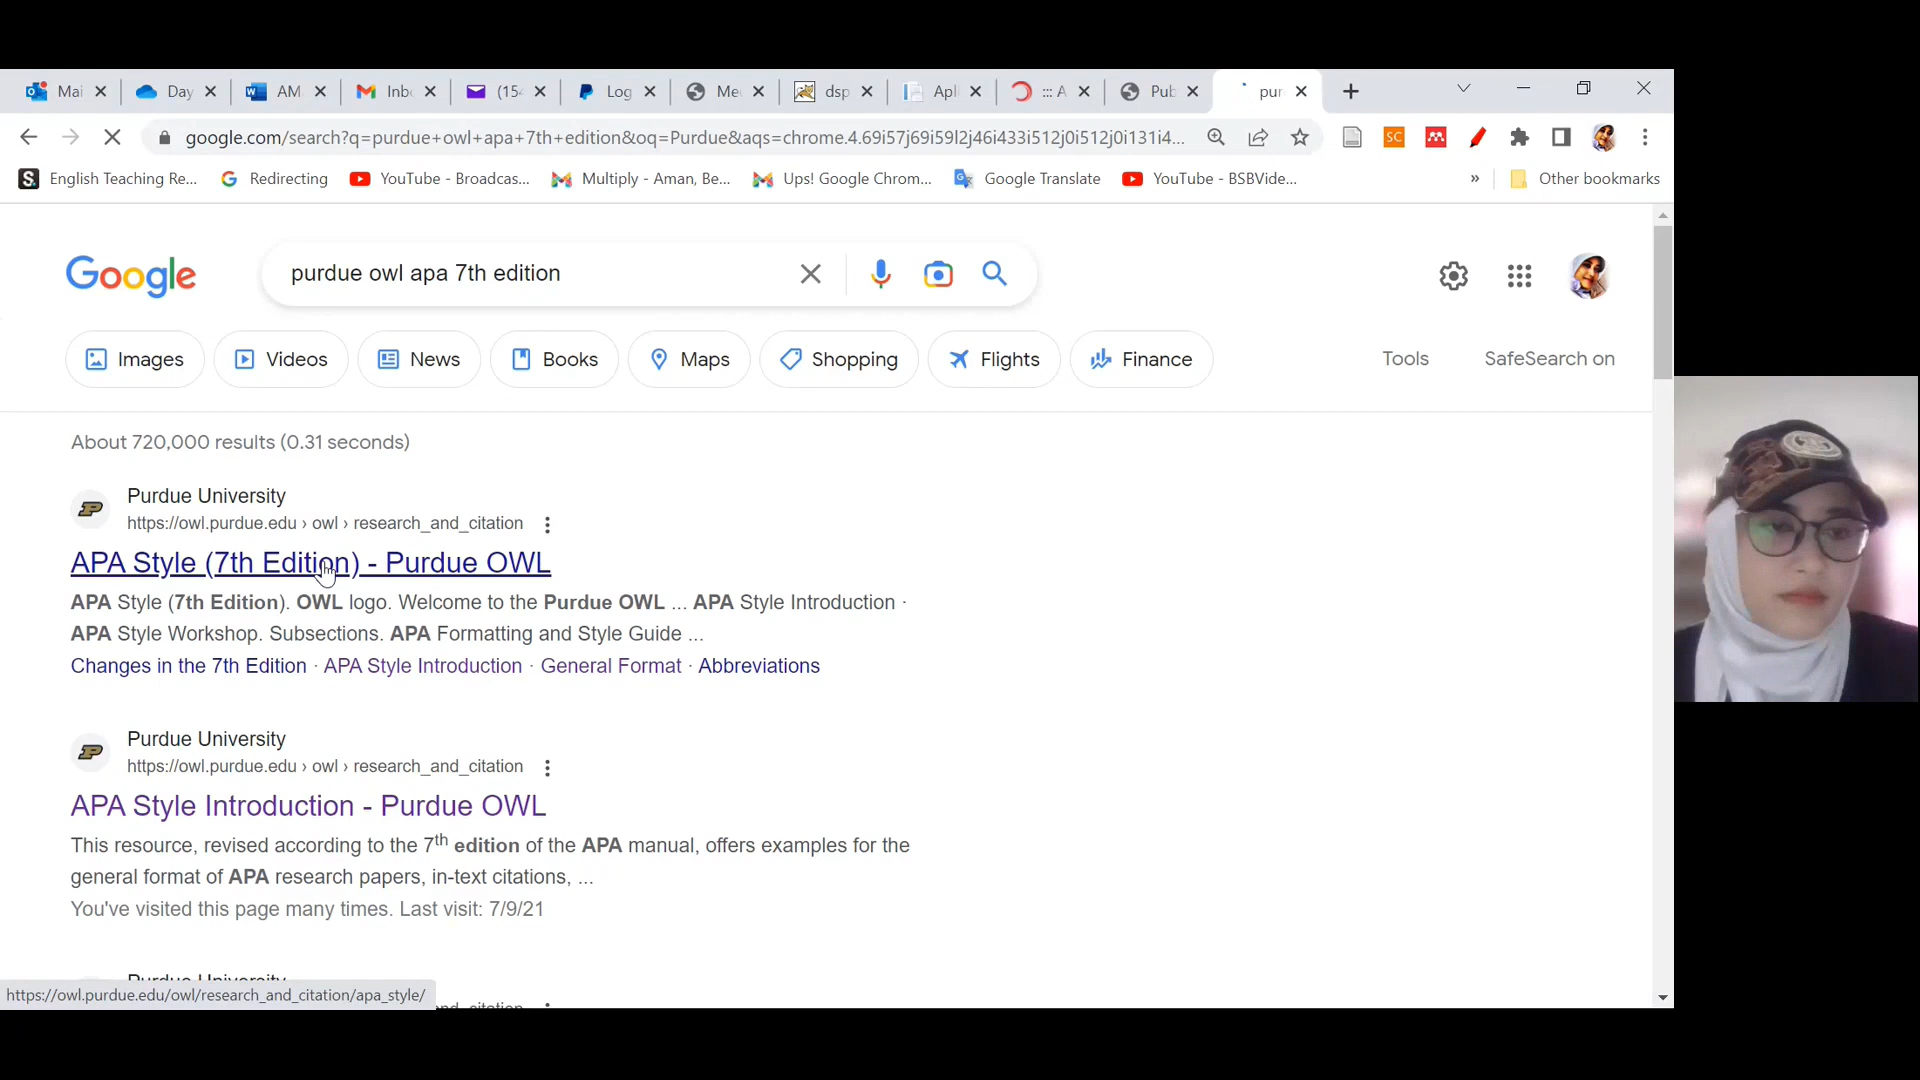 Mai
Day
AM
Inb
(15
Log
Me
dsp
Apl
::: A
Pub
pur
google.com/search?q=purdue+owl+apa+7th+edition&oq=Purdue&aqs=chrome.4.69i57j69i59l2j46i433i512j0i512j0i131i4...
SC
English Teaching Re...
Redirecting
YouTube - Broadcas...
Multiply - Aman, Be...
Ups! Google Chrom...
Google Translate
YouTube - BSBVide...
»
Other bookmarks
Google
purdue owl apa 7th edition
Images
Videos
News
Books
Maps
Shopping
Flights
Finance
Tools
SafeSearch on
About 720,000 results (0.31 seconds)
Purdue University
https://owl.purdue.edu › owl › research_and_citation
APA Style (7th Edition) - Purdue OWL
APA Style (7th Edition). OWL logo. Welcome to the Purdue OWL ... APA Style Introduction ·
APA Style Workshop. Subsections. APA Formatting and Style Guide ...
Changes in the 7th Edition · APA Style Introduction · General Format · Abbreviations
Purdue University
https://owl.purdue.edu › owl › research_and_citation
APA Style Introduction - Purdue OWL
This resource, revised according to the 7th edition of the APA manual, offers examples for the
general format of APA research papers, in-text citations, ...
You've visited this page many times. Last visit: 7/9/21
Purdue University
https://owl.purdue.edu/owl/research_and_citation/apa_style/
nd_citation